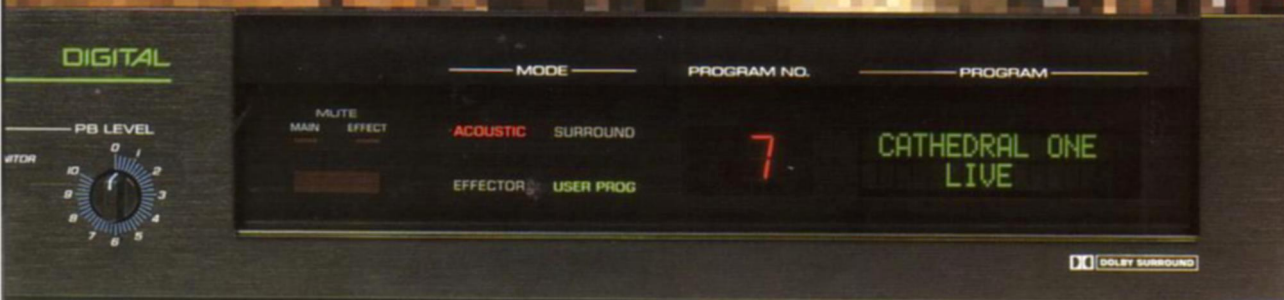 DIGITAL
PB LEVEL
0
1
2
3
4
5
6
7
8
9
10
MUTE
MAIN EFFECT
MODE
ACOUSTIC SURROUND
EFFECTOR USER PROG
PROGRAM NO.
7
PROGRAM
CATHEDRAL ONE
LIVE
DOLBY SURROUND